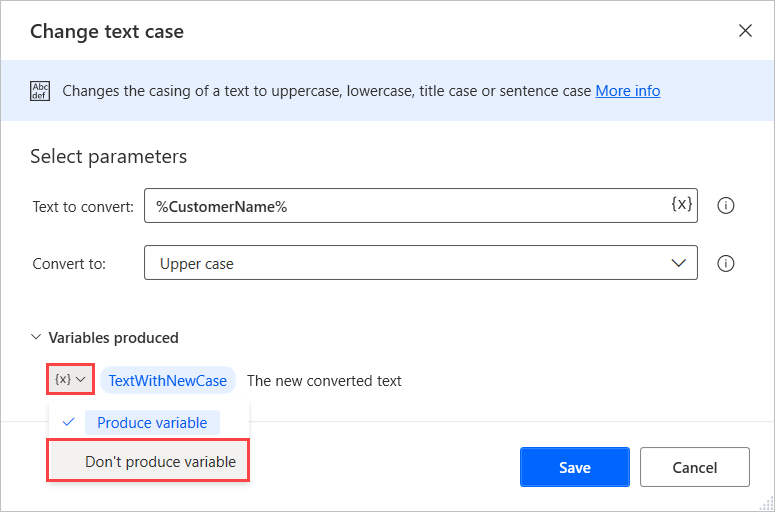 Change text case
Abc
def
Changes the casing of a text to uppercase, lowercase, title case or sentence case More info
Select parameters
Text to convert: %CustomerName% {x}
Convert to: Upper case
Variables produced
{x} TextWithNewCase The new converted text
Produce variable
Don't produce variable
Save Cancel